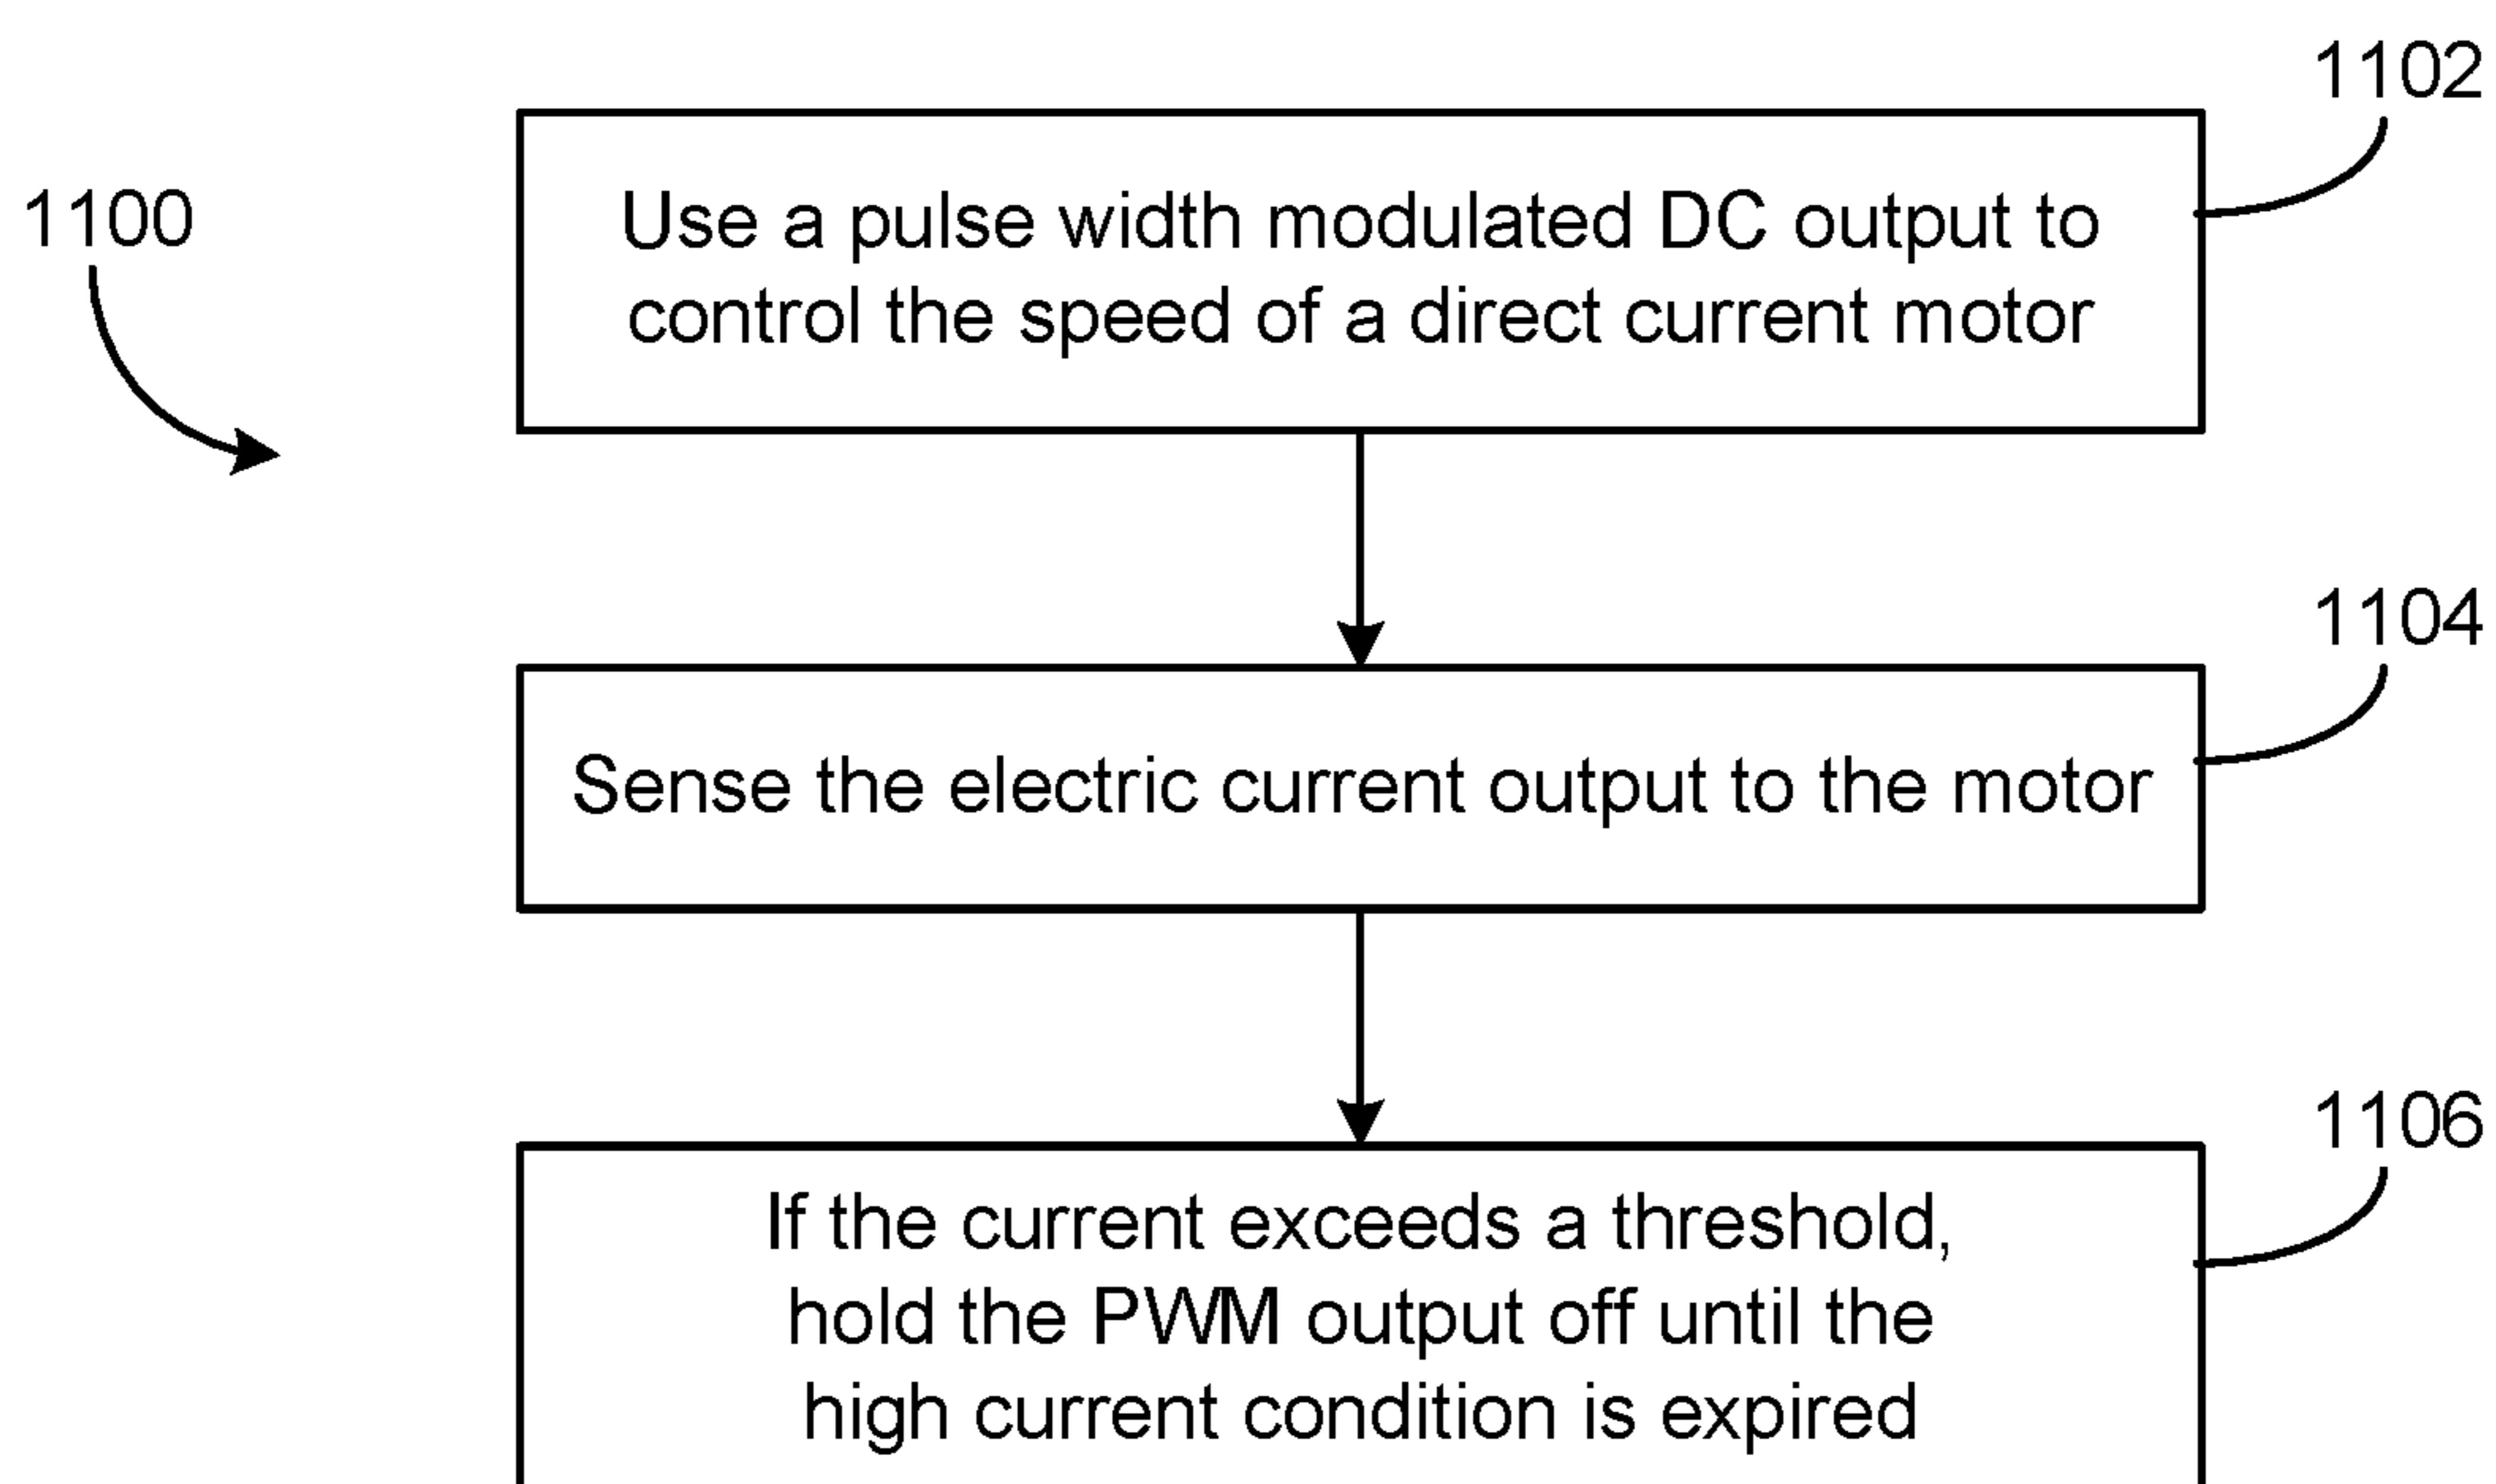 1102
1100
Use a pulse width modulated DC output to
control the speed of a direct current motor
1104
Sense the electric current output to the motor
1106
If the current exceeds a threshold,
hold the PWM output off until the
high current condition is expired